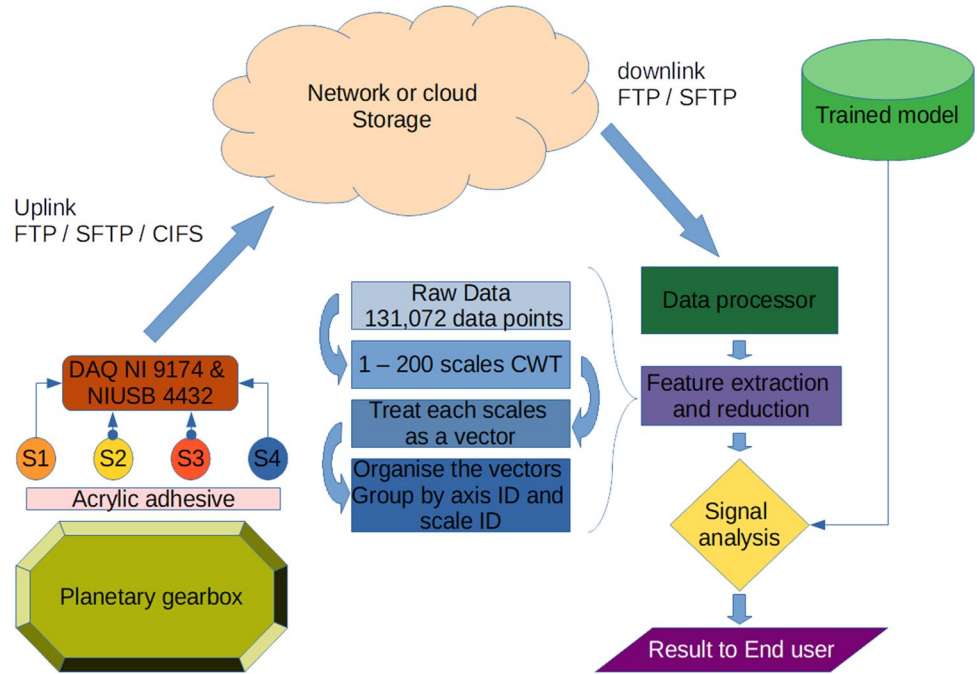 Network or cloud
Storage
downlink
FTP / SFTP
Trained model
Uplink
FTP / SFTP / CIFS
DAQ NI 9174 &
NIUSB 4432
S1
S2
S3
S4
Acrylic adhesive
Planetary gearbox
Raw Data
131,072 data points
1 – 200 scales CWT
Treat each scales
as a vector
Organise the vectors
Group by axis ID and
scale ID
Data processor
Feature extraction
and reduction
Signal
analysis
Result to End user